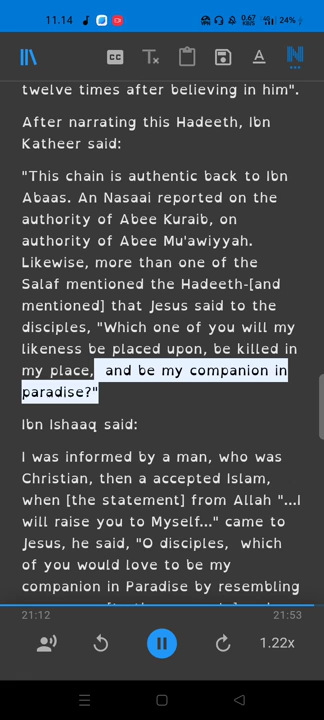 11.14
0.67
KB/S
4G
24%
CC
A
N
twelve times after believing in him".
After narrating this Hadeeth, Ibn
Katheer said:
"This chain is authentic back to Ibn
Abaas. An Nasaai reported on the
authority of Abee Kuraib, on
authority of Abee Mu'awiyyah.
Likewise, more than one of the
Salaf mentioned the Hadeeth-[and
mentioned] that Jesus said to the
disciples, "Which one of you will my
likeness be placed upon, be killed in
my place, and be my companion in
paradise?"
Ibn Ishaaq said:
I was informed by a man, who was
Christian, then a accepted Islam,
when [the statement] from Allah "...I
will raise you to Myself..." came to
Jesus, he said, "O disciples, which
of you would love to be my
companion in Paradise by resembling
21:12
21:53
1.22x